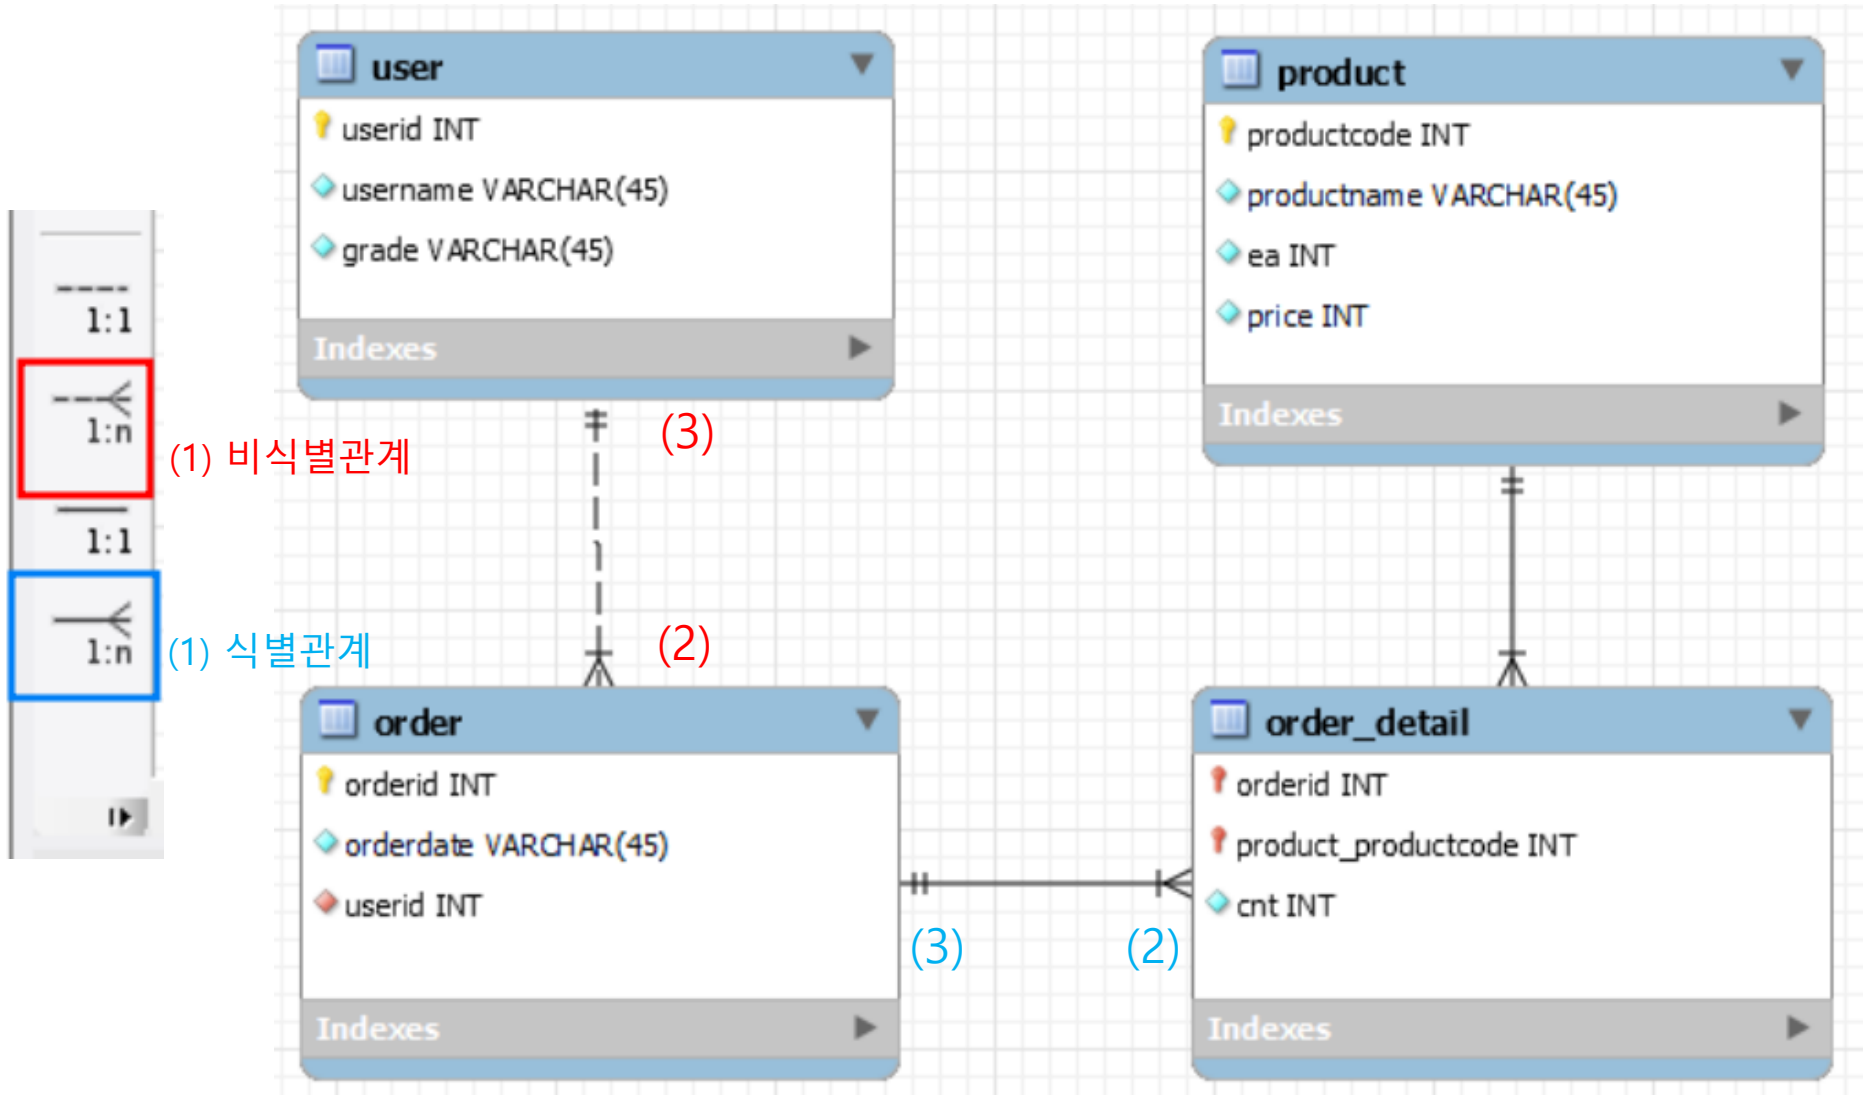 1:1
1:n
(1) 비식별관계
1:1
1:n
(1) 식별관계
user
userid INT
username VARCHAR(45)
grade VARCHAR(45)
Indexes
(3)
(2)
product
productcode INT
productname VARCHAR(45)
ea INT
price INT
Indexes
order
orderid INT
orderdate VARCHAR(45)
userid INT
Indexes
(3)
(2)
order_detail
orderid INT
product_productcode INT
cnt INT
Indexes